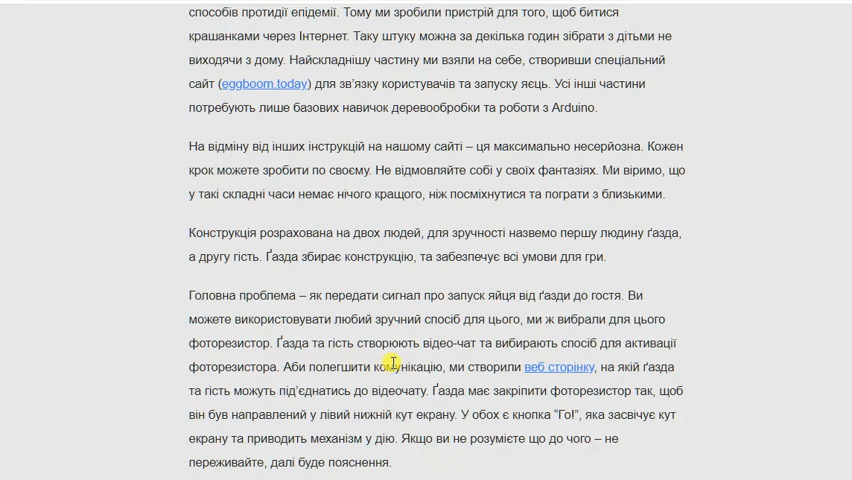 способів протидії епідемії. Тому ми зробили пристрій для того, щоб битися
крашанками через Інтернет. Таку штуку можна за декілька годин зібрати з дітьми не
виходячи з дому. Найскладнішу частину ми взяли на себе, створивши спеціальний
сайт (eggboom.today) для зв’язку користувачів та запуску яєць. Усі інші частини
потребують лише базових навичок деревообробки та роботи з Arduino.
На відміну від інших інструкцій на нашому сайті – ця максимально несерйозна. Кожен
крок можете зробити по своєму. Не відмовляйте собі у своїх фантазіях. Ми віримо, що
у такі складні часи немає нічого кращого, ніж посміхнутися та пограти з близькими.
Конструкція розрахована на двох людей, для зручності назвемо першу людину ґазда,
а другу гість. Ґазда збирає конструкцію, та забезпечує всі умови для гри.
Головна проблема – як передати сигнал про запуск яйця від ґазди до гостя. Ви
можете використовувати любий зручний спосіб для цього, ми ж вибрали для цього
фоторезистор. Ґазда та гість створюють відео-чат та вибирають спосіб для активації
фоторезистора. Аби полегшити комунікацію, ми створили веб сторінку, на якій ґазда
та гість можуть під’єднатись до відеочату. Ґазда має закріпити фоторезистор так, щоб
він був направлений у лівий нижній кут екрану. У обох є кнопка “Го!”, яка засвічує кут
екрану та приводить механізм у дію. Якщо ви не розумієте що до чого – не
переживайте, далі буде пояснення.